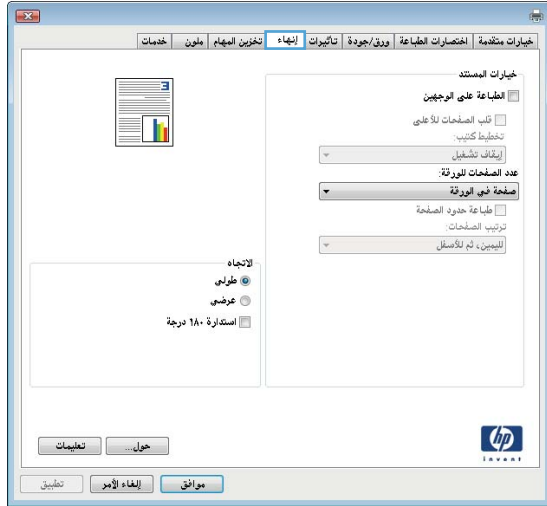 خيارات متقدمة	اختصارات الطباعة	ورق/جودة	تأثيرات	إنهاء	تخزين المهام	ملون	خدمات
خيارات المستند
الطباعة على الوجهين
قلب الصفحات للأعلى
تخطيط كتيب:
إيقاف تشغيل
عدد الصفحات للورقة:
صفحة في الورقة
طباعة حدود الصفحة
ترتيب الصفحات:
لليمين، ثم للأسفل
الاتجاه
طولي
عرضي
استدارة ١٨٠ درجة
حول...	تعليمات
hp
invent
موافق	إلغاء الأمر	تطبيق